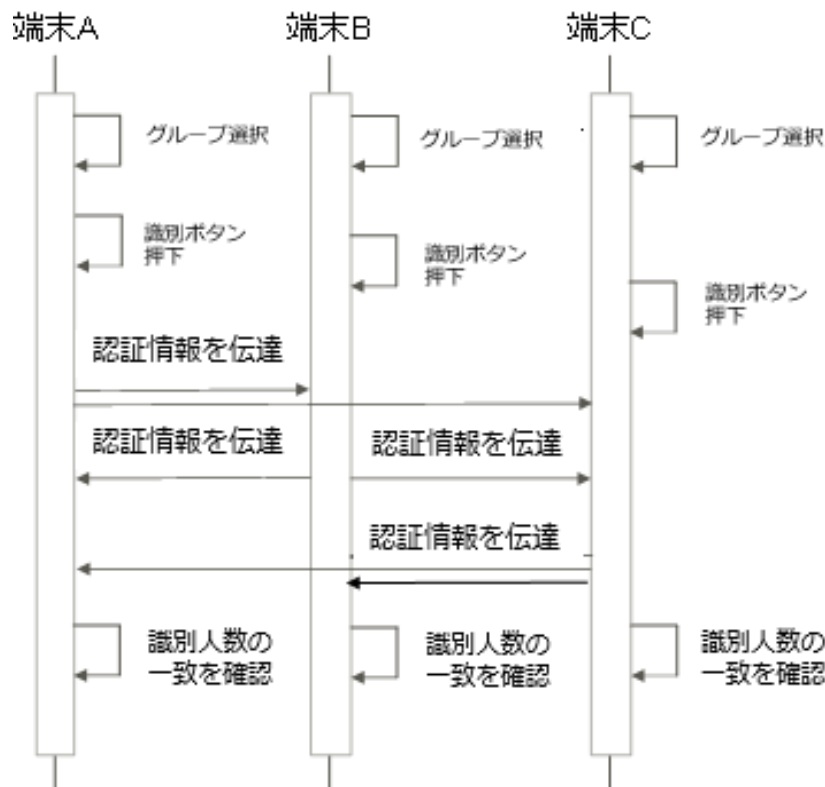 端末A
端末B
端末C
グループ選択
グループ選択
グループ選択
識別ボタン
押下
識別ボタン
押下
識別ボタン
押下
認証情報を伝達
認証情報を伝達
認証情報を伝達
認証情報を伝達
識別人数の
一致を確認
識別人数の
一致を確認
識別人数の
一致を確認